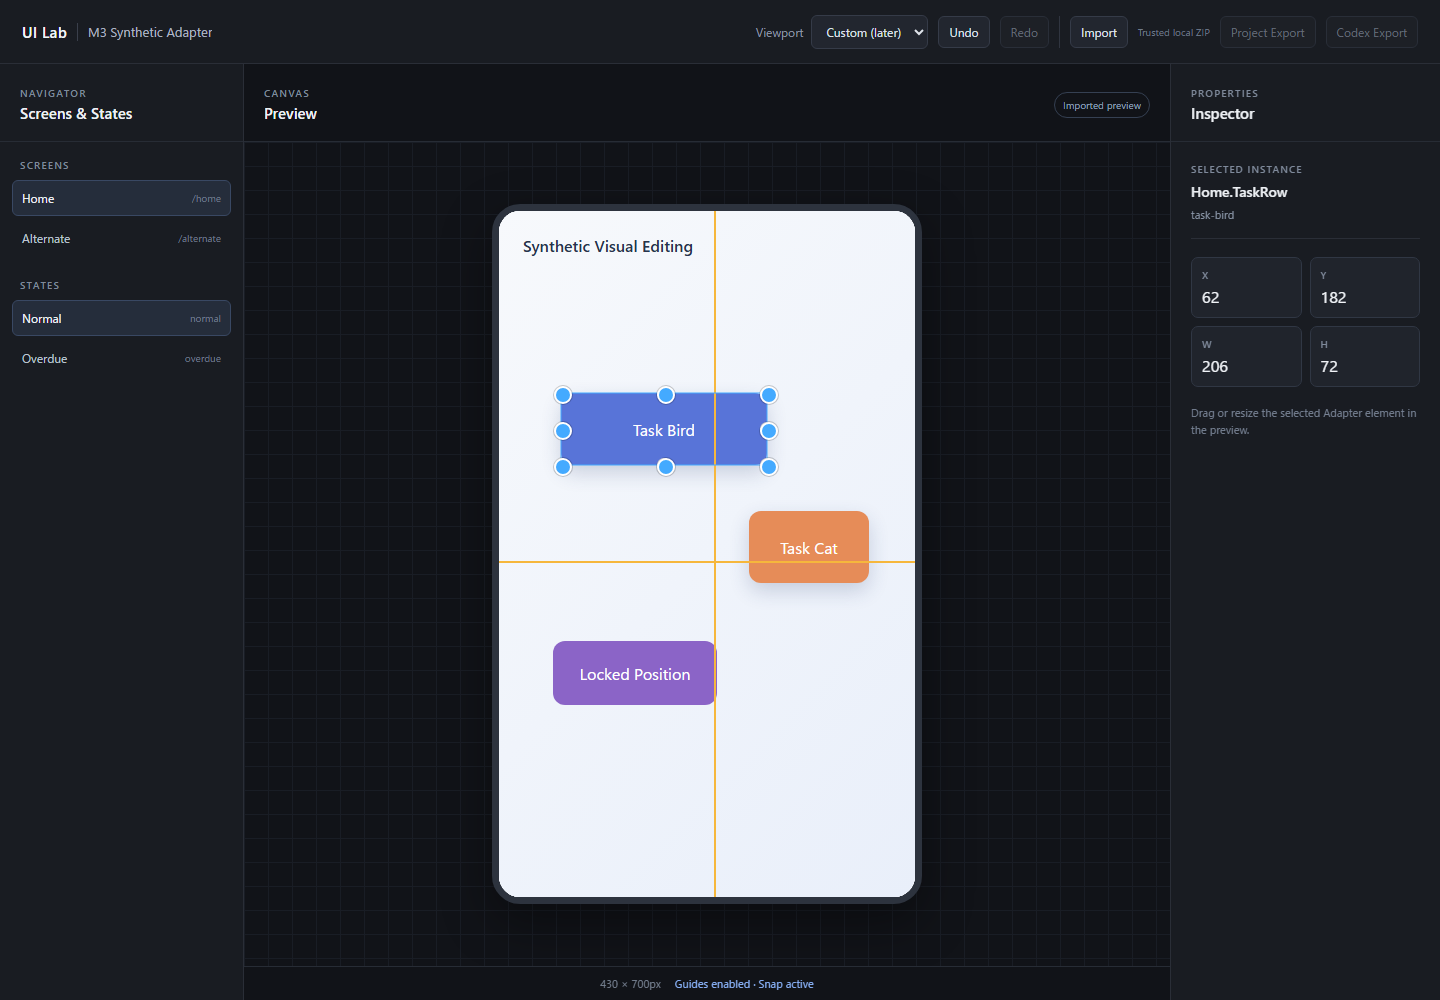 UI Lab
M3 Synthetic Adapter
Viewport
Custom (later)
Undo
Redo
Import
Trusted local ZIP
Project Export
Codex Export
NAVIGATOR
Screens & States
SCREENS
Home /home
Alternate /alternate
STATES
Normal normal
Overdue overdue
CANVAS
Preview
Imported preview
Synthetic Visual Editing
Task Bird
Task Cat
Locked Position
430 × 700px Guides enabled · Snap active
PROPERTIES
Inspector
SELECTED INSTANCE
Home.TaskRow
task-bird
X
62
Y
182
W
206
H
72
Drag or resize the selected Adapter element in
the preview.